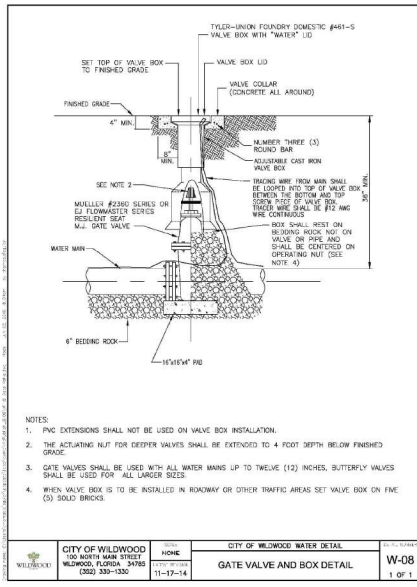 TYLER-UNION FOUNDRY DOMESTIC #461-S
VALVE BOX WITH "WATER" LID
SET TOP OF VALVE BOX
TO FINISHED GRADE
VALVE BOX LID
VALVE COLLAR
(CONCRETE ALL AROUND)
FINISHED GRADE
4" MIN.
8"
MIN.
NUMBER THREE (3)
ROUND BAR
ADJUSTABLE CAST IRON
VALVE BOX
SEE NOTE 2
TRACING WIRE FROM MAIN SHALL
BE LOOPED INTO TOP OF VALVE BOX
BETWEEN THE BOTTOM AND TOP
SCREW PIECE OF VALVE BOX.
TRACER WIRE SHALL BE #12 AWG
WIRE CONTINUOUS
36" MIN.
MUELLER #2360 SERIES OR
EJ FLOWMASTER SERIES
RESILIENT SEAT
M.J. GATE VALVE
BOX SHALL REST ON
BEDDING ROCK NOT ON
VALVE OR PIPE AND
SHALL BE CENTERED ON
OPERATING NUT (SEE
NOTE 4)
WATER MAIN
6" BEDDING ROCK
16"x16"x4" PAD
NOTES:
1. PVC EXTENSIONS SHALL NOT BE USED ON VALVE BOX INSTALLATION.
2. THE ACTUATING NUT FOR DEEPER VALVES SHALL BE EXTENDED TO 4 FOOT DEPTH BELOW FINISHED
GRADE.
3. GATE VALVES SHALL BE USED WITH ALL WATER MAINS UP TO TWELVE (12) INCHES, BUTTERFLY VALVES
SHALL BE USED FOR ALL LARGER SIZES.
4. WHEN VALVE BOX IS TO BE INSTALLED IN ROADWAY OR OTHER TRAFFIC AREAS SET VALVE BOX ON FIVE
(5) SOLID BRICKS.
WILDWOOD
CITY OF WILDWOOD
100 NORTH MAIN STREET
WILDWOOD, FLORIDA 34785
(352) 330-1330
NONE
11-17-14
CITY OF WILDWOOD WATER DETAIL
GATE VALVE AND BOX DETAIL
W-08
1 OF 1